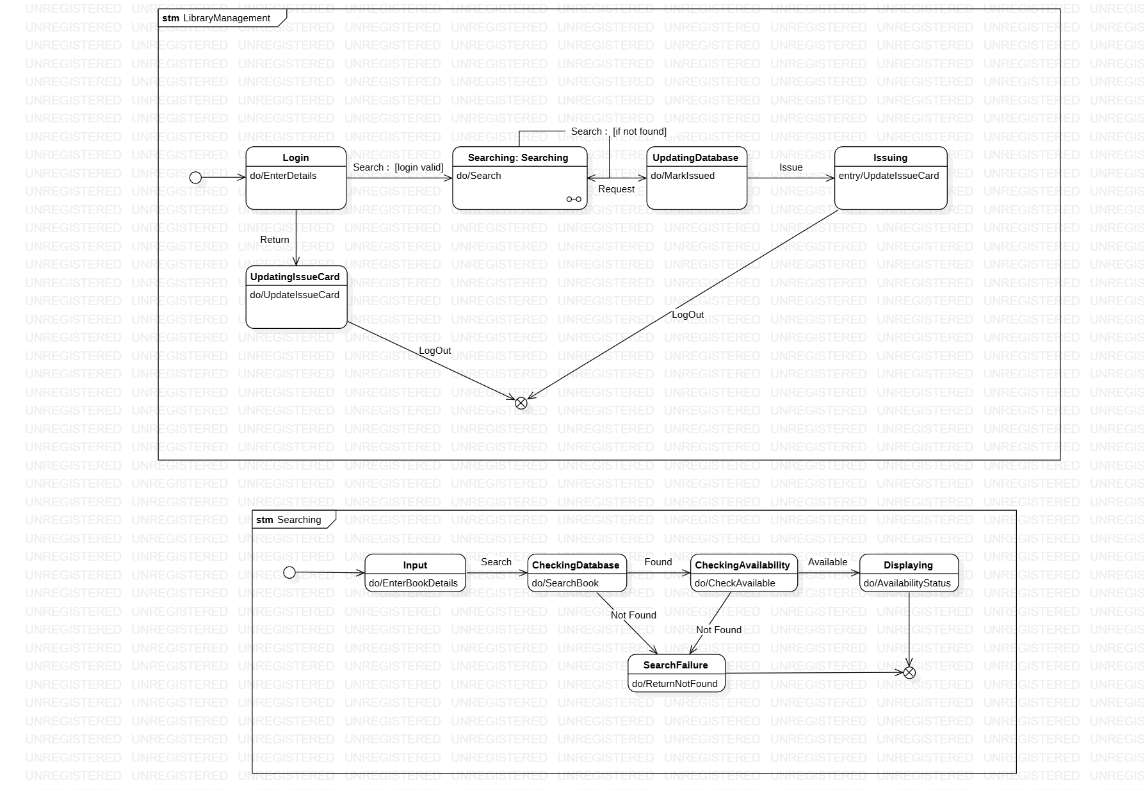 stm LibraryManagement
Search : [if not found]
Login
Searching: Searching
UpdatingDatabase
Issuing
do/EnterDetails
Search : [login valid]
do/Search
Request
do/MarkIssued
Issue
entry/UpdateIssueCard
Return
UpdatingIssueCard
do/UpdateIssueCard
LogOut
LogOut
stm Searching
Input
Search
CheckingDatabase
Found
CheckingAvailability
Available
Displaying
do/EnterBookDetails
do/SearchBook
do/CheckAvailable
do/AvailabilityStatus
Not Found
Not Found
SearchFailure
do/ReturnNotFound
UNREGISTERED